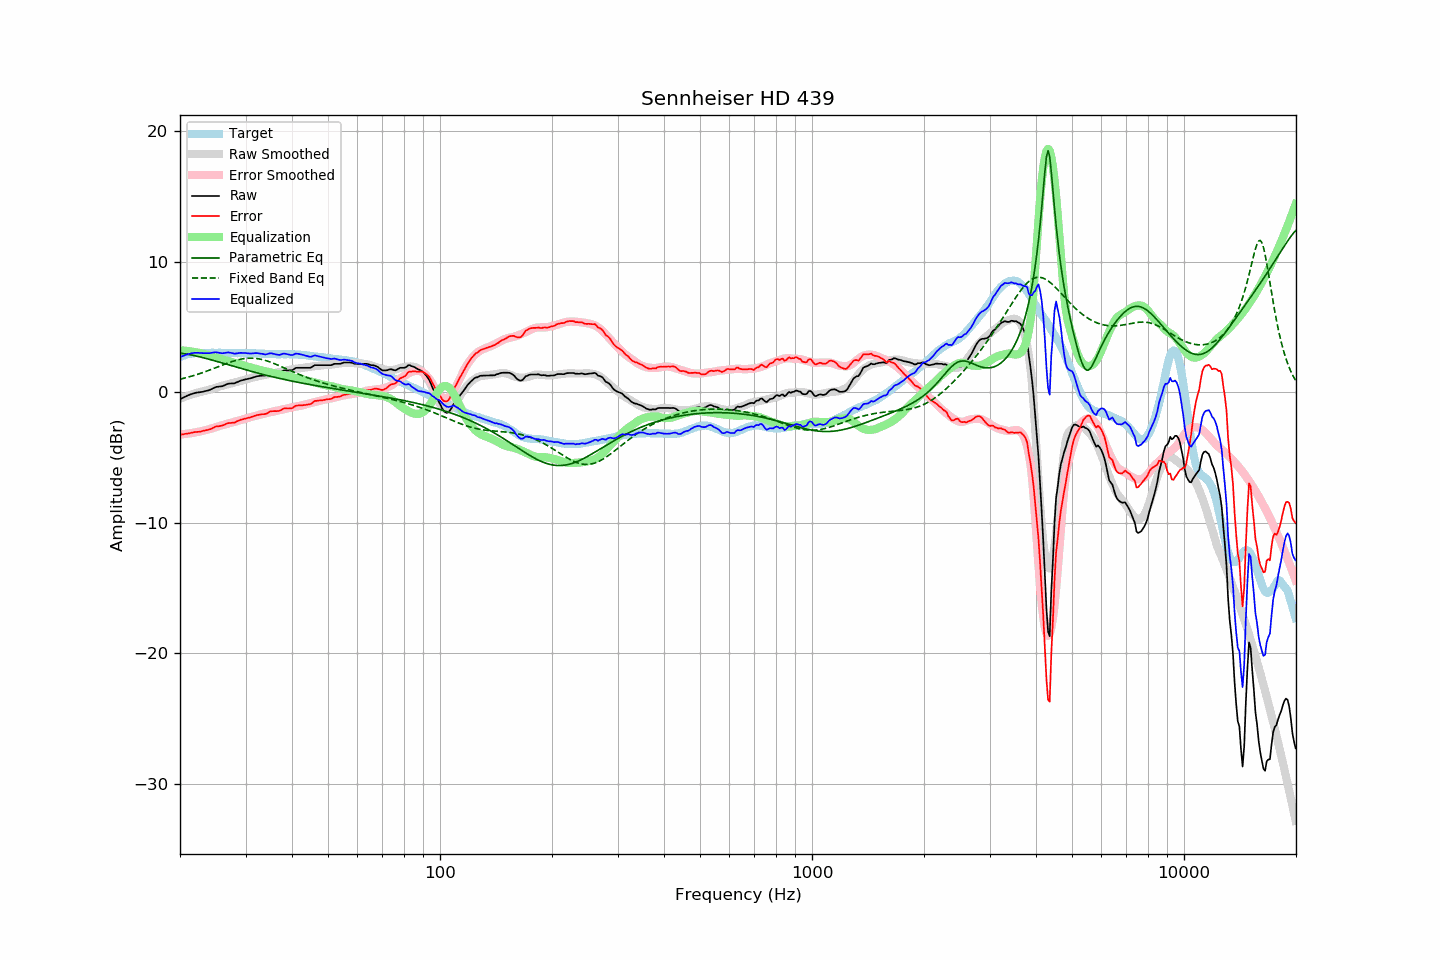 Sennheiser HD 439
Target
Raw Smoothed
Error Smoothed
Raw
Error
Equalization
Parametric Eq
Fixed Band Eq
Equalized
20
10
0
−10
−20
−30
Amplitude (dBr)
100
1000
10000
Frequency (Hz)